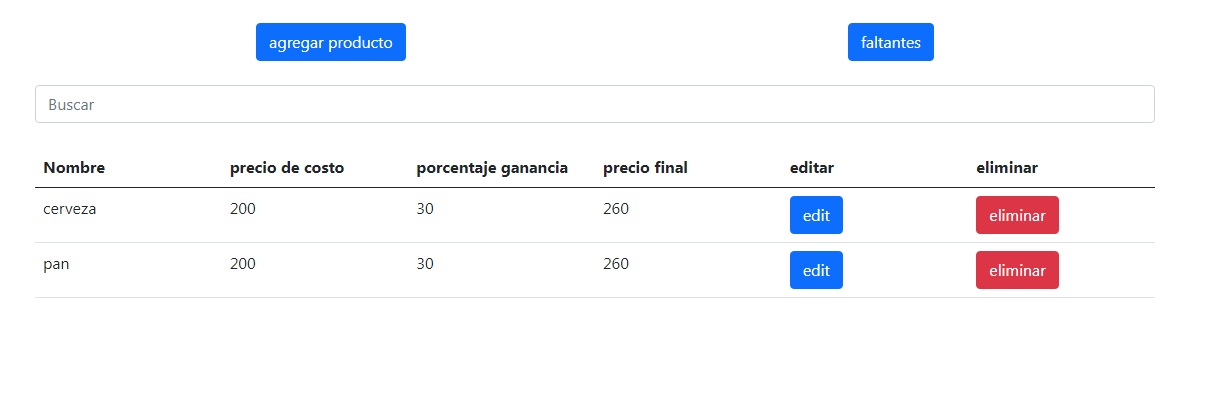 agregar producto faltantes
Buscar
Nombre precio de costo porcentaje ganancia precio final editar eliminar
cerveza 200 30 260 edit eliminar
pan 200 30 260 edit eliminar